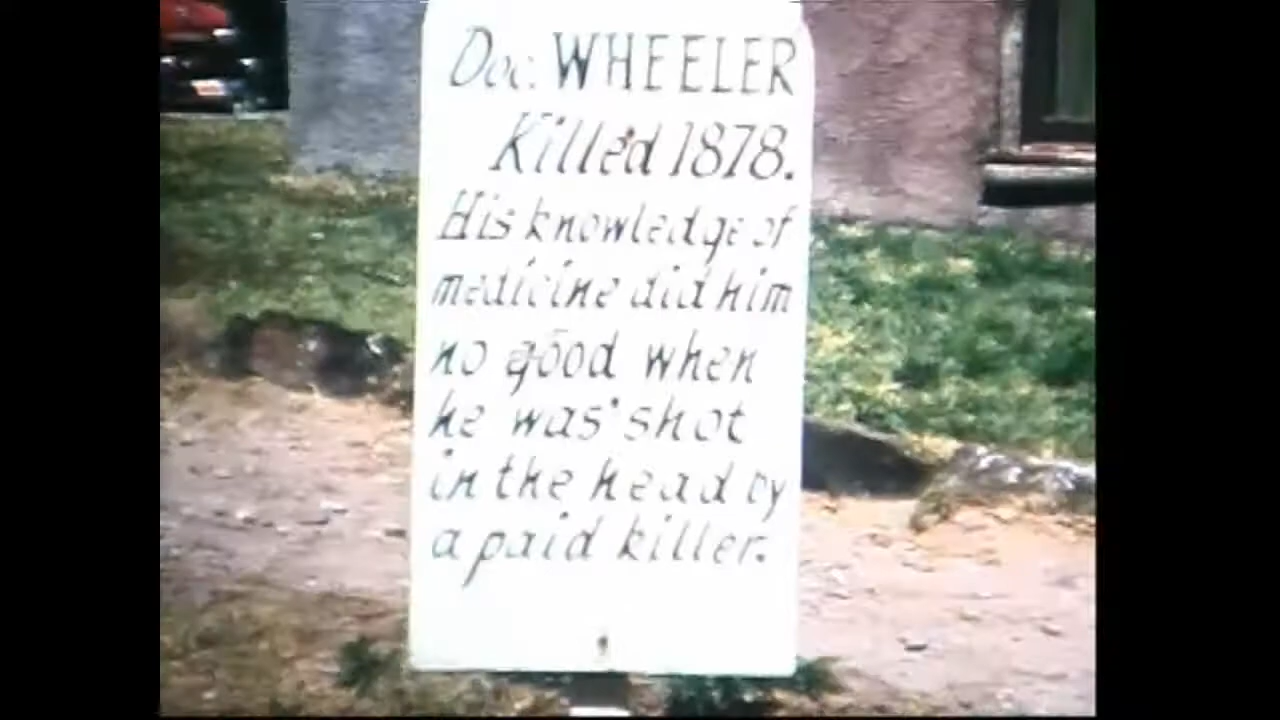 Doc. WHEELER
Killed 1878.
His knowledge of
medicine did him
no good when
he was shot
in the head by
a paid killer.